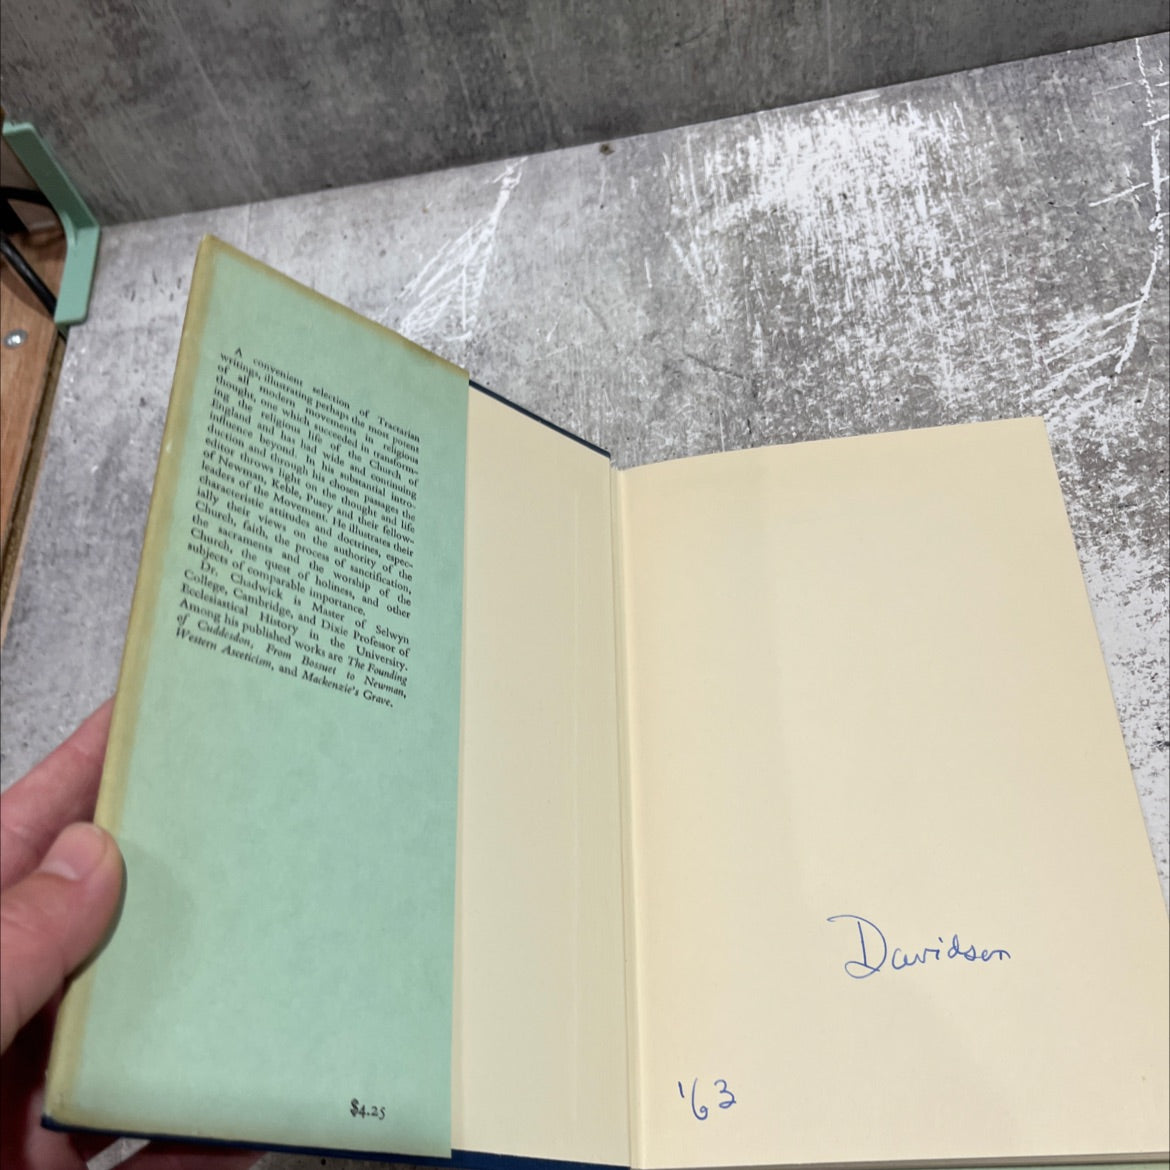 A convenient selection of Tractarian
writings, illustrating perhaps the most potent
of all modern movements in religious
thought, one which succeeded in transform-
ing the religious life of the Church of
England and has had wide and continuing
influence beyond. In his substantial intro-
duction and through his chosen passages the
editor throws light on the thought and life
of Newman, Keble, Pusey and their fellow-
leaders of the Movement. He illustrates their
characteristic attitudes and doctrines, espec-
ially their views on the authority of the
Church, faith, the process of sanctification,
the sacraments and the worship of the
Church, the quest of holiness, and other
subjects of comparable importance.
Dr. Chadwick is Master of Selwyn
College, Cambridge, and Dixie Professor of
Ecclesiastical History in the University.
Among his published works are The Founding
of Cuddesdon, From Bossuet to Newman,
Western Asceticism, and Mackenzie's Grave.
$4.25
Davidson
'63